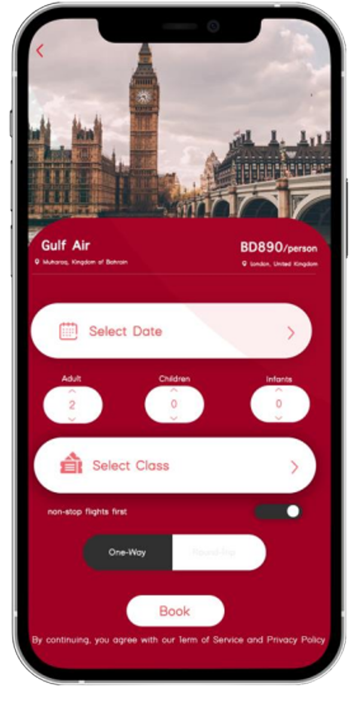 Gulf Air
BD890/person
Muharraq, Kingdom of Bahrain
London, United Kingdom
Select Date
Adult
Children
Infants
2
0
0
Select Class
non-stop flights first
One-Way
Round-Trip
Book
By continuing, you agree with our Term of Service and Privacy Policy